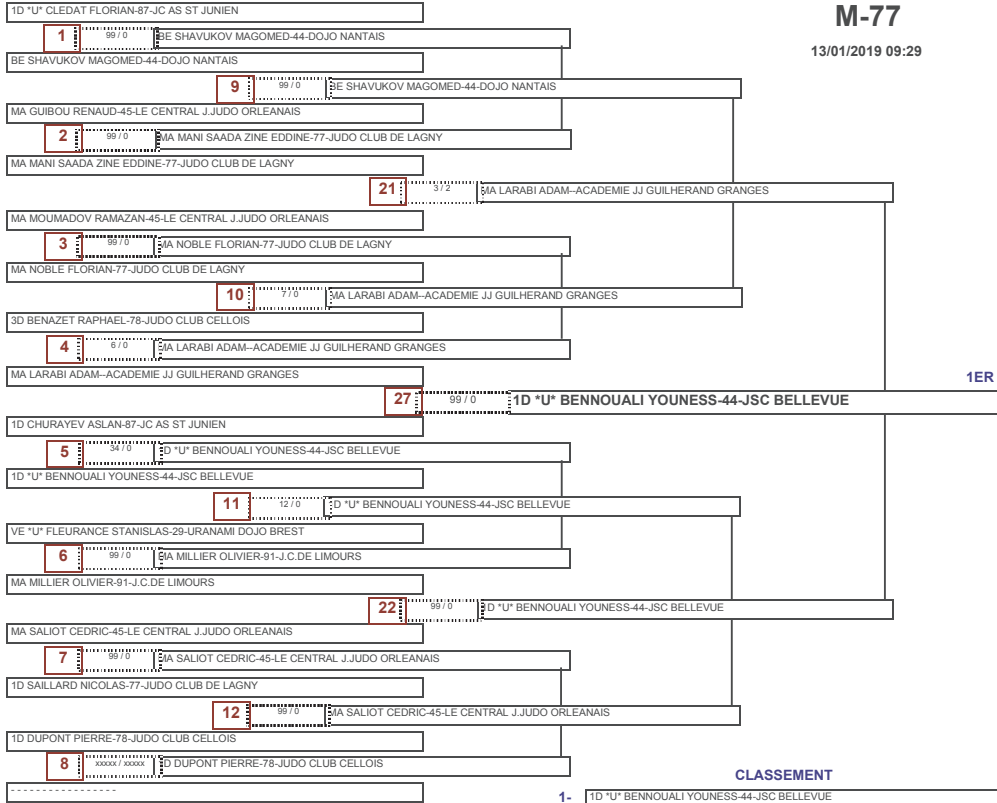 1D *U* CLEDAT FLORIAN-87-JC AS ST JUNIEN
M-77
1 99 / 0 BE SHAVUKOV MAGOMED-44-DOJO NANTAIS
13/01/2019 09:29
BE SHAVUKOV MAGOMED-44-DOJO NANTAIS
9 99 / 0 BE SHAVUKOV MAGOMED-44-DOJO NANTAIS
MA GUIBOU RENAUD-45-LE CENTRAL J.JUDO ORLEANAIS
2 99 / 0 MA MANI SAADA ZINE EDDINE-77-JUDO CLUB DE LAGNY
MA MANI SAADA ZINE EDDINE-77-JUDO CLUB DE LAGNY
21 3 / 2 MA LARABI ADAM--ACADEMIE JJ GUILHERAND GRANGES
MA MOUMADOV RAMAZAN-45-LE CENTRAL J.JUDO ORLEANAIS
3 99 / 0 MA NOBLE FLORIAN-77-JUDO CLUB DE LAGNY
MA NOBLE FLORIAN-77-JUDO CLUB DE LAGNY
10 7 / 0 MA LARABI ADAM--ACADEMIE JJ GUILHERAND GRANGES
3D BENAZET RAPHAEL-78-JUDO CLUB CELLOIS
4 6 / 0 MA LARABI ADAM--ACADEMIE JJ GUILHERAND GRANGES
MA LARABI ADAM--ACADEMIE JJ GUILHERAND GRANGES
1ER
27 99 / 0 1D *U* BENNOUALI YOUNESS-44-JSC BELLEVUE
1D CHURAYEV ASLAN-87-JC AS ST JUNIEN
5 34 / 0 1D *U* BENNOUALI YOUNESS-44-JSC BELLEVUE
1D *U* BENNOUALI YOUNESS-44-JSC BELLEVUE
11 12 / 0 1D *U* BENNOUALI YOUNESS-44-JSC BELLEVUE
VE *U* FLEURANCE STANISLAS-29-URANAMI DOJO BREST
6 99 / 0 MA MILLIER OLIVIER-91-J.C.DE LIMOURS
MA MILLIER OLIVIER-91-J.C.DE LIMOURS
22 99 / 0 1D *U* BENNOUALI YOUNESS-44-JSC BELLEVUE
MA SALIOT CEDRIC-45-LE CENTRAL J.JUDO ORLEANAIS
7 99 / 0 MA SALIOT CEDRIC-45-LE CENTRAL J.JUDO ORLEANAIS
1D SAILLARD NICOLAS-77-JUDO CLUB DE LAGNY
12 99 / 0 MA SALIOT CEDRIC-45-LE CENTRAL J.JUDO ORLEANAIS
1D DUPONT PIERRE-78-JUDO CLUB CELLOIS
8 xxxxx / xxxxx 1D DUPONT PIERRE-78-JUDO CLUB CELLOIS
CLASSEMENT
- - - - - - - - - - - - - - - - -
1- 1D *U* BENNOUALI YOUNESS-44-JSC BELLEVUE